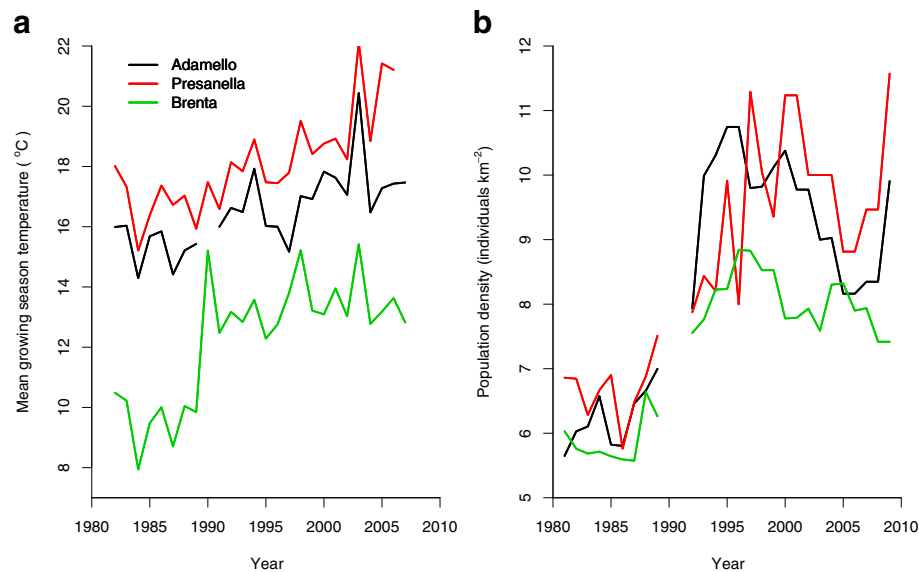 a
Mean growing season temperature ( °C)
22
20
18
16
14
12
10
8
Adamello
Presanella
Brenta
1980 1985 1990 1995 2000 2005 2010
Year
b
Population density (individuals km⁻²)
12
11
10
9
8
7
6
5
1980 1985 1990 1995 2000 2005 2010
Year